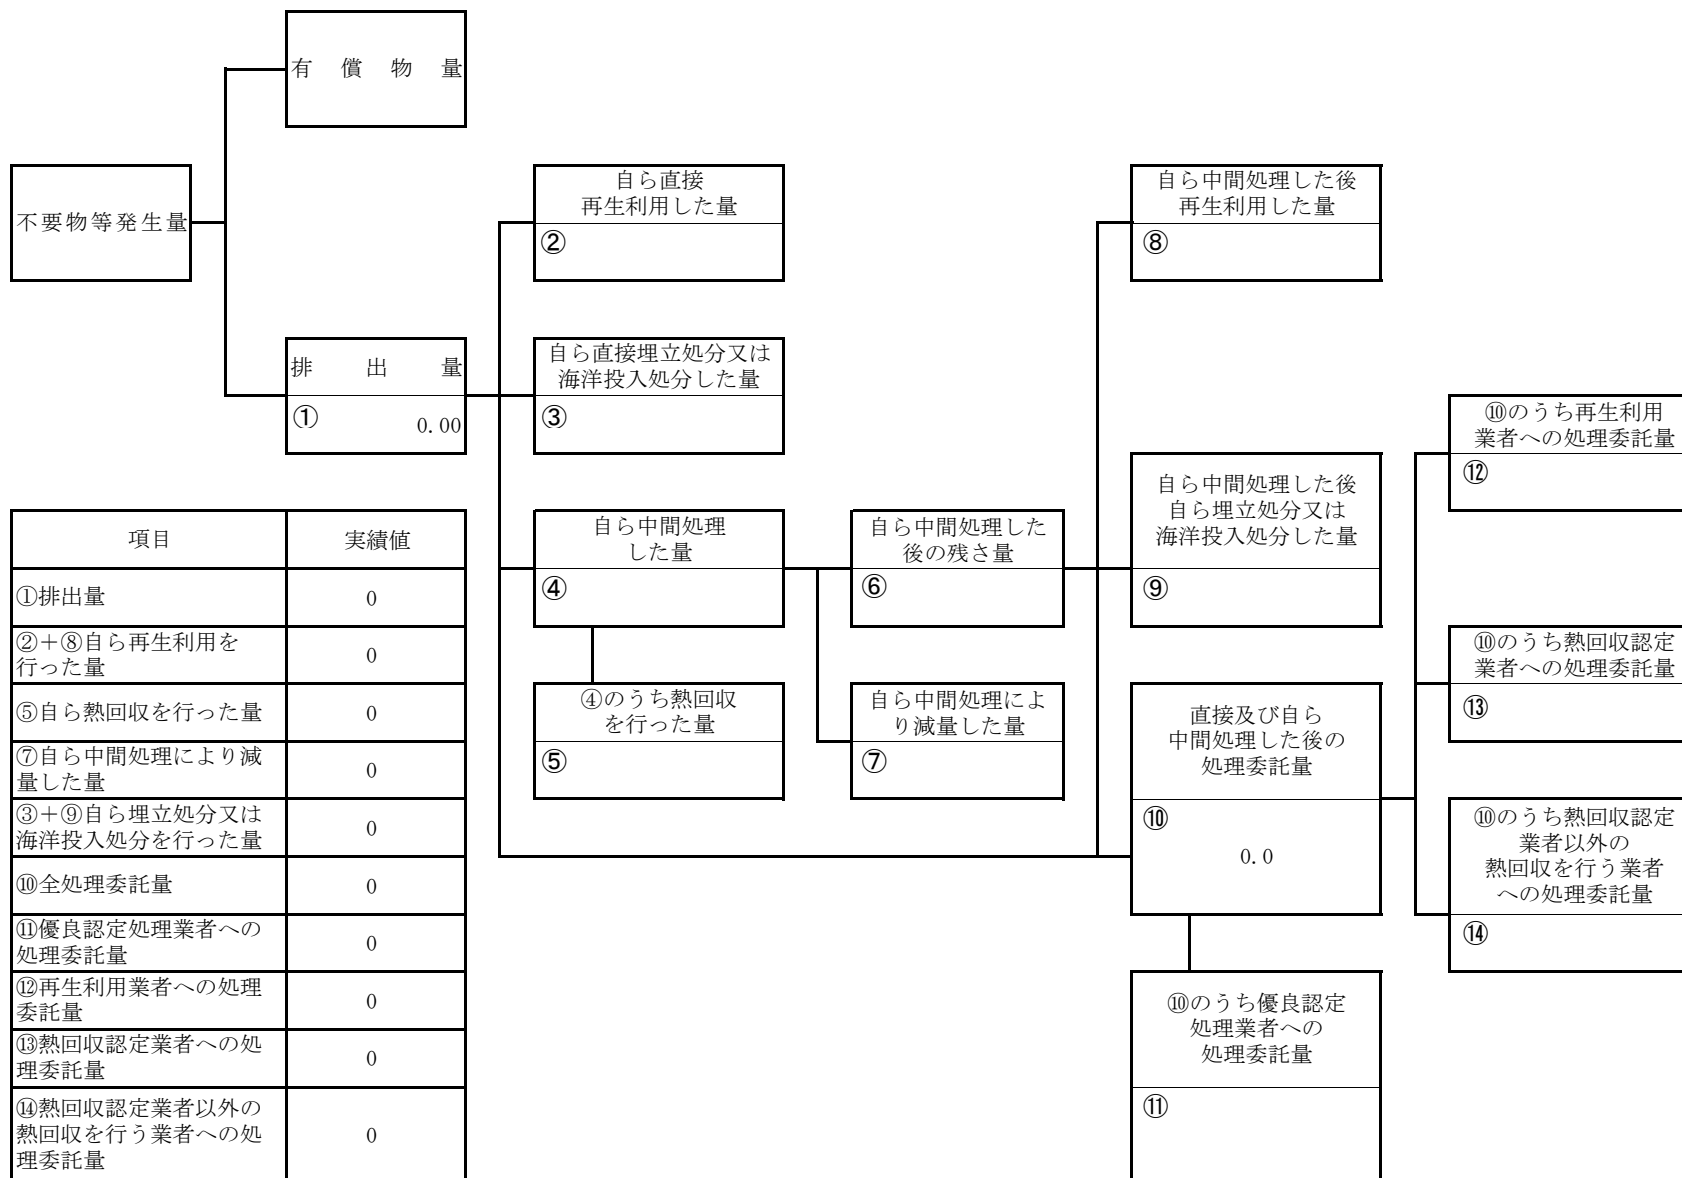 有償物量
不要物等発生量
排出量
① 0.00
自ら直接
再生利用した量
②
自ら直接埋立処分又は
海洋投入処分した量
③
自ら中間処理
した量
④
④のうち熱回収
を行った量
⑤
自ら中間処理した
後の残さ量
⑥
自ら中間処理によ
り減量した量
⑦
自ら中間処理した後
再生利用した量
⑧
自ら中間処理した後
自ら埋立処分又は
海洋投入処分した量
⑨
直接及び自ら
中間処理した後の
処理委託量
⑩
0.0
⑩のうち優良認定
処理業者への
処理委託量
⑪
⑩のうち再生利用
業者への処理委託量
⑫
⑩のうち熱回収認定
業者への処理委託量
⑬
⑩のうち熱回収認定
業者以外の
熱回収を行う業者
への処理委託量
⑭
項目 実績値
①排出量 0
②+⑧自ら再生利用を
行った量 0
⑤自ら熱回収を行った量 0
⑦自ら中間処理により減
量した量 0
③+⑨自ら埋立処分又は
海洋投入処分を行った量 0
⑩全処理委託量 0
⑪優良認定処理業者への
処理委託量 0
⑫再生利用業者への処理
委託量 0
⑬熱回収認定業者への処
理委託量 0
⑭熱回収認定業者以外の
熱回収を行う業者への処
理委託量 0